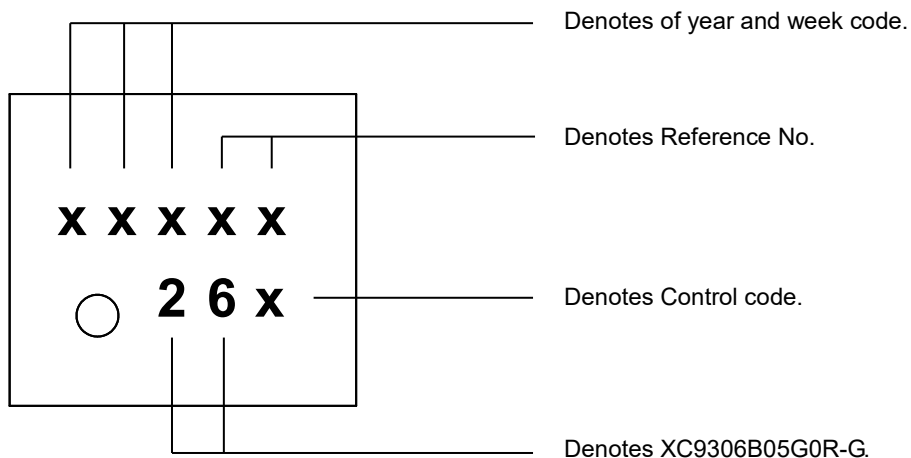 Denotes of year and week code.
Denotes Reference No.
x x x x x
2 6 x
Denotes Control code.
Denotes XC9306B05G0R-G.